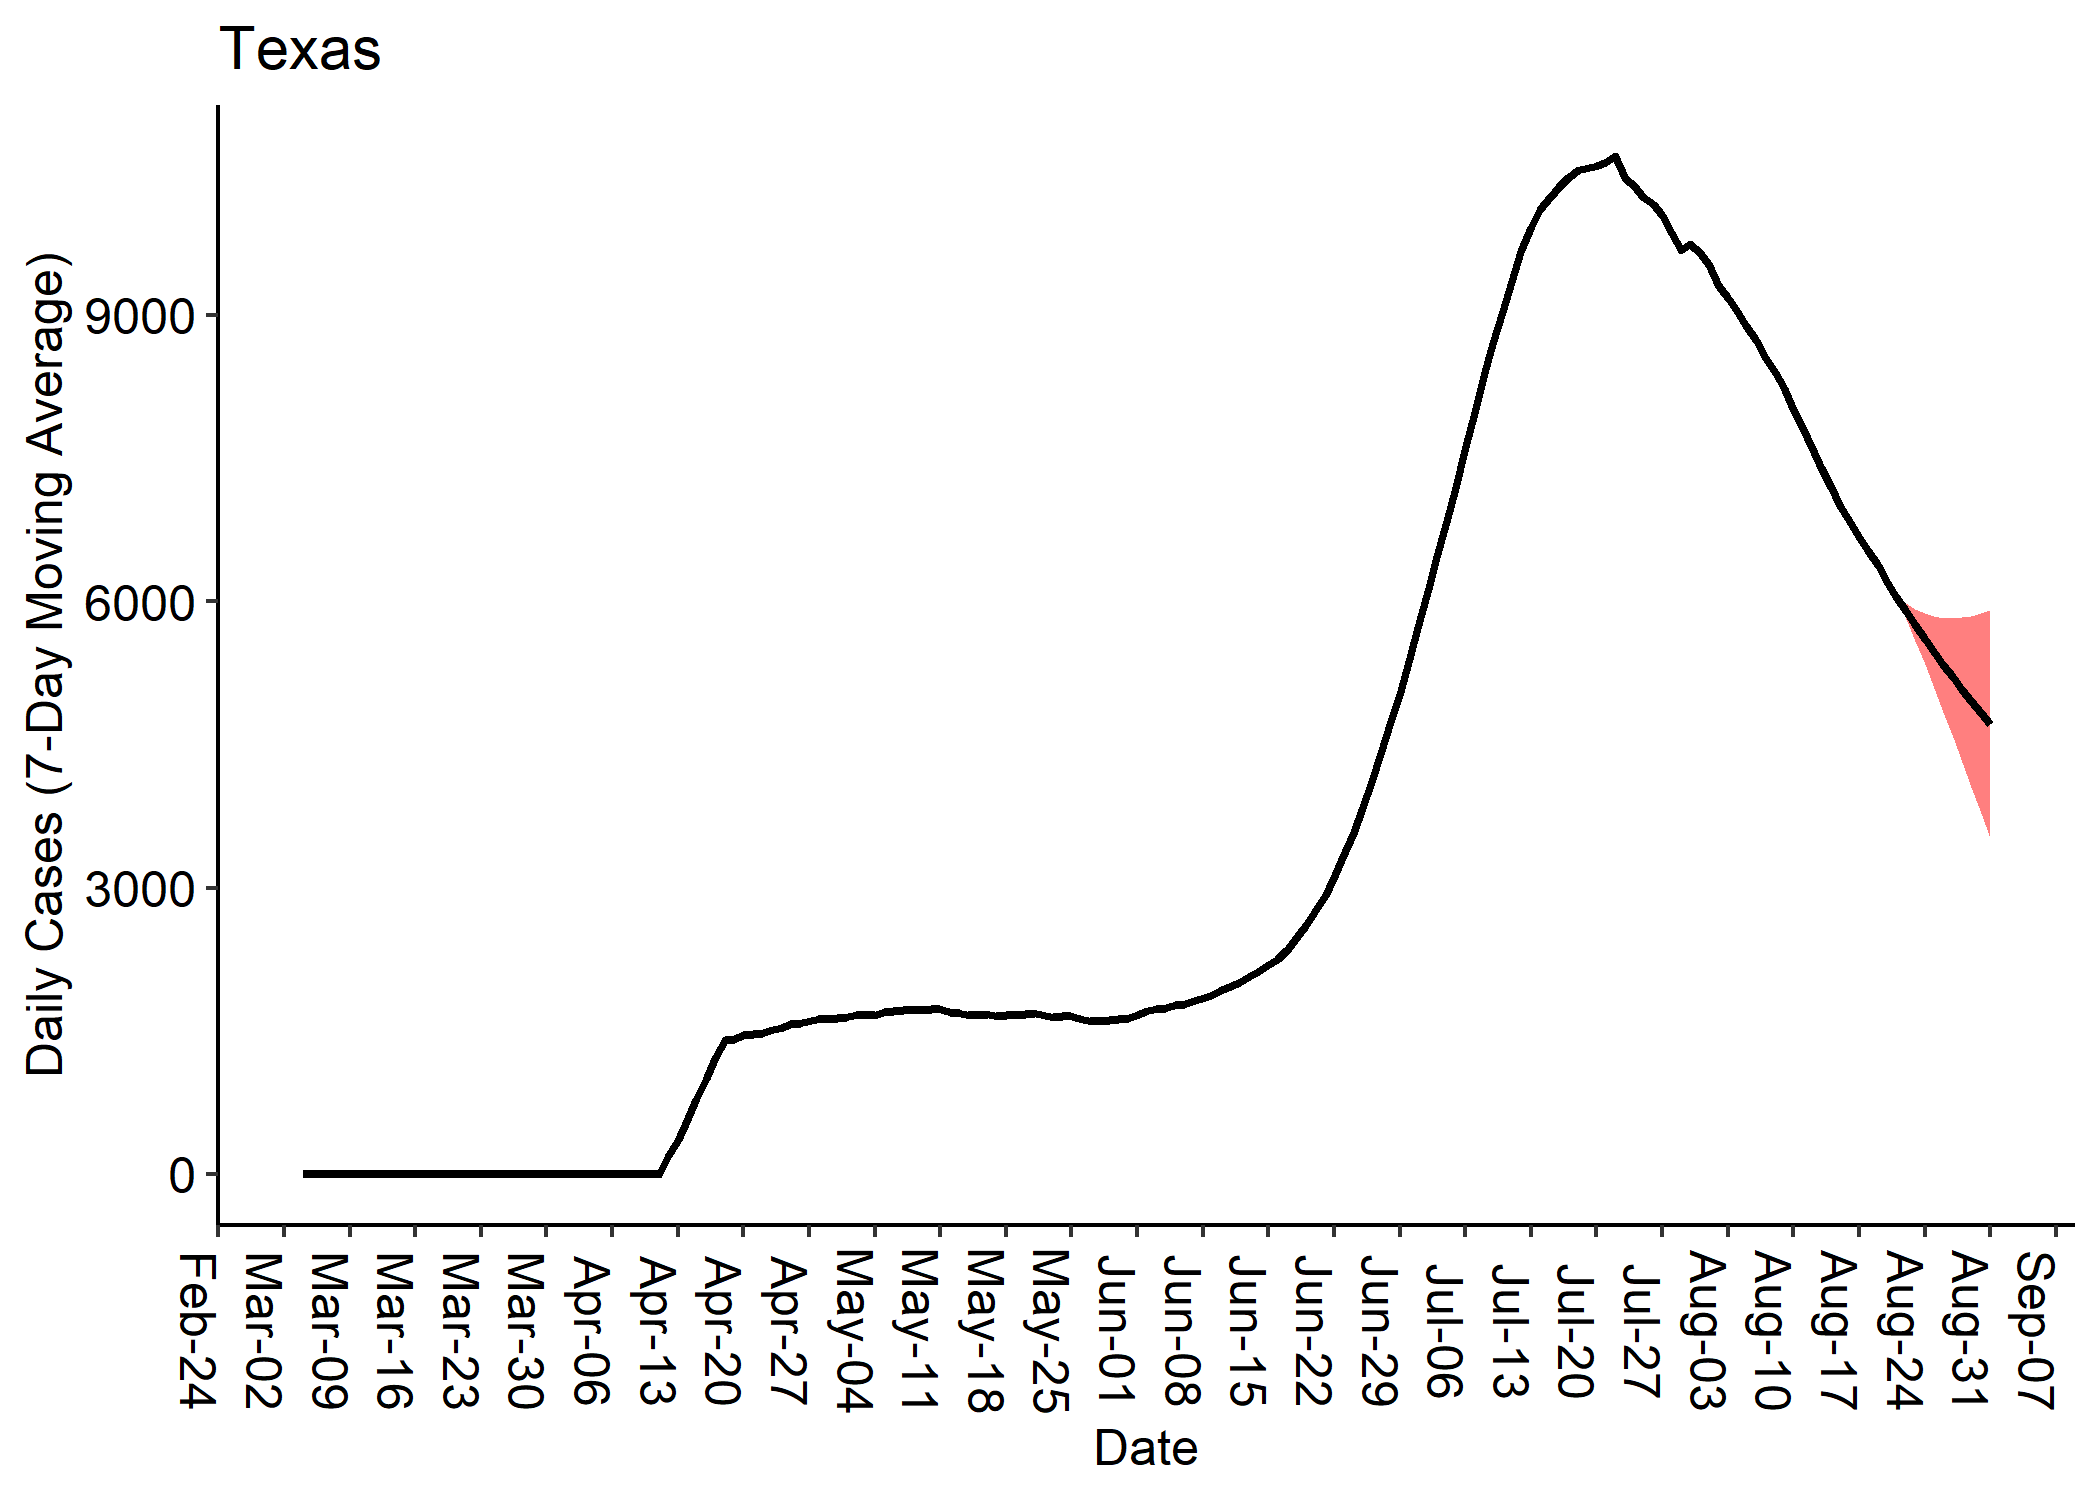 Texas
Daily Cases (7-Day Moving Average)
9000
6000
3000
0
Feb-24
Mar-02
Mar-09
Mar-16
Mar-23
Mar-30
Apr-06
Apr-13
Apr-20
Apr-27
May-04
May-11
May-18
May-25
Jun-01
Jun-08
Jun-15
Jun-22
Jun-29
Jul-06
Jul-13
Jul-20
Jul-27
Aug-03
Aug-10
Aug-17
Aug-24
Aug-31
Sep-07
Date